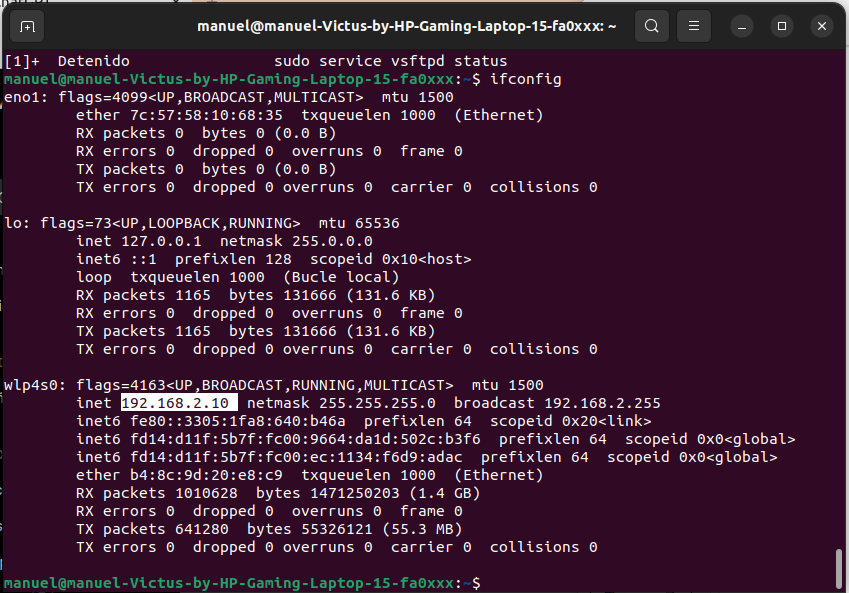 manuel@manuel-Victus-by-HP-Gaming-Laptop-15-fa0xxx: ~
[1]+  Detenido                sudo service vsftpd status
manuel@manuel-Victus-by-HP-Gaming-Laptop-15-fa0xxx:~$ ifconfig
eno1: flags=4099<UP,BROADCAST,MULTICAST>  mtu 1500
        ether 7c:57:58:10:68:35  txqueuelen 1000  (Ethernet)
        RX packets 0  bytes 0 (0.0 B)
        RX errors 0  dropped 0  overruns 0  frame 0
        TX packets 0  bytes 0 (0.0 B)
        TX errors 0  dropped 0 overruns 0  carrier 0  collisions 0

lo: flags=73<UP,LOOPBACK,RUNNING>  mtu 65536
        inet 127.0.0.1  netmask 255.0.0.0
        inet6 ::1  prefixlen 128  scopeid 0x10<host>
        loop  txqueuelen 1000  (Bucle local)
        RX packets 1165  bytes 131666 (131.6 KB)
        RX errors 0  dropped 0  overruns 0  frame 0
        TX packets 1165  bytes 131666 (131.6 KB)
        TX errors 0  dropped 0 overruns 0  carrier 0  collisions 0

wlp4s0: flags=4163<UP,BROADCAST,RUNNING,MULTICAST>  mtu 1500
        inet 192.168.2.10  netmask 255.255.255.0  broadcast 192.168.2.255
        inet6 fe80::3305:1fa8:640:b46a  prefixlen 64  scopeid 0x20<link>
        inet6 fd14:d11f:5b7f:fc00:9664:da1d:502c:b3f6  prefixlen 64  scopeid 0x0<global>
        inet6 fd14:d11f:5b7f:fc00:ec:1134:f6d9:adac  prefixlen 64  scopeid 0x0<global>
        ether b4:8c:9d:20:e8:c9  txqueuelen 1000  (Ethernet)
        RX packets 1010628  bytes 1471250203 (1.4 GB)
        RX errors 0  dropped 0  overruns 0  frame 0
        TX packets 641280  bytes 55326121 (55.3 MB)
        TX errors 0  dropped 0 overruns 0  carrier 0  collisions 0

manuel@manuel-Victus-by-HP-Gaming-Laptop-15-fa0xxx:~$